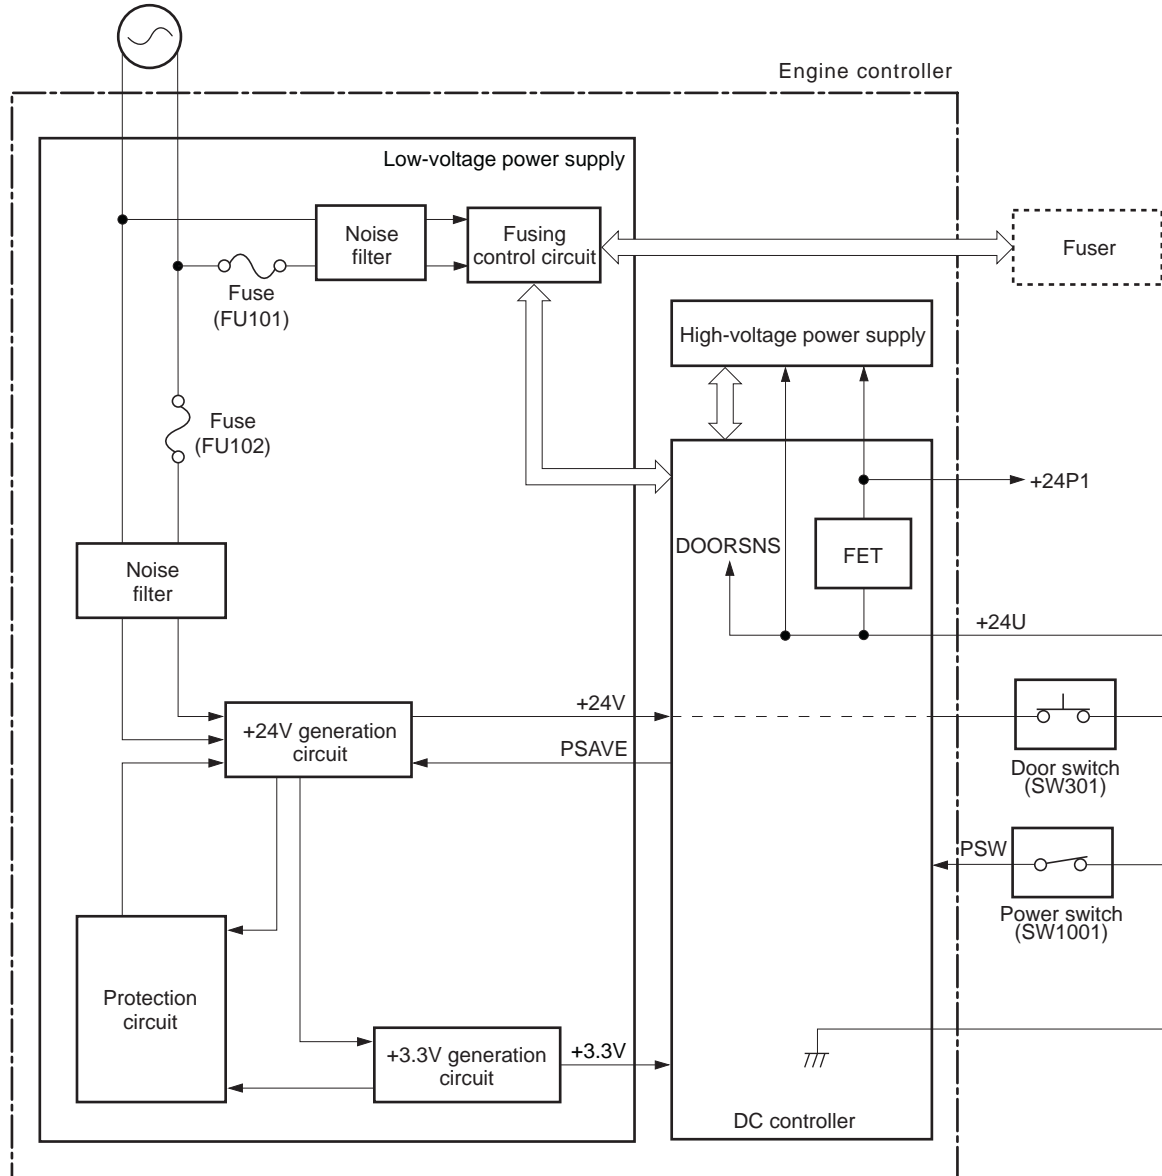 Engine controller
Low-voltage power supply
Noise
filter
Fusing
control circuit
Fuser
Fuse
(FU101)
High-voltage power supply
Fuse
(FU102)
+24P1
DOORSNS
FET
Noise
filter
+24U
+24V
+24V generation
circuit
PSAVE
Door switch
(SW301)
PSW
Power switch
(SW1001)
Protection
circuit
+3.3V generation
circuit
+3.3V
DC controller